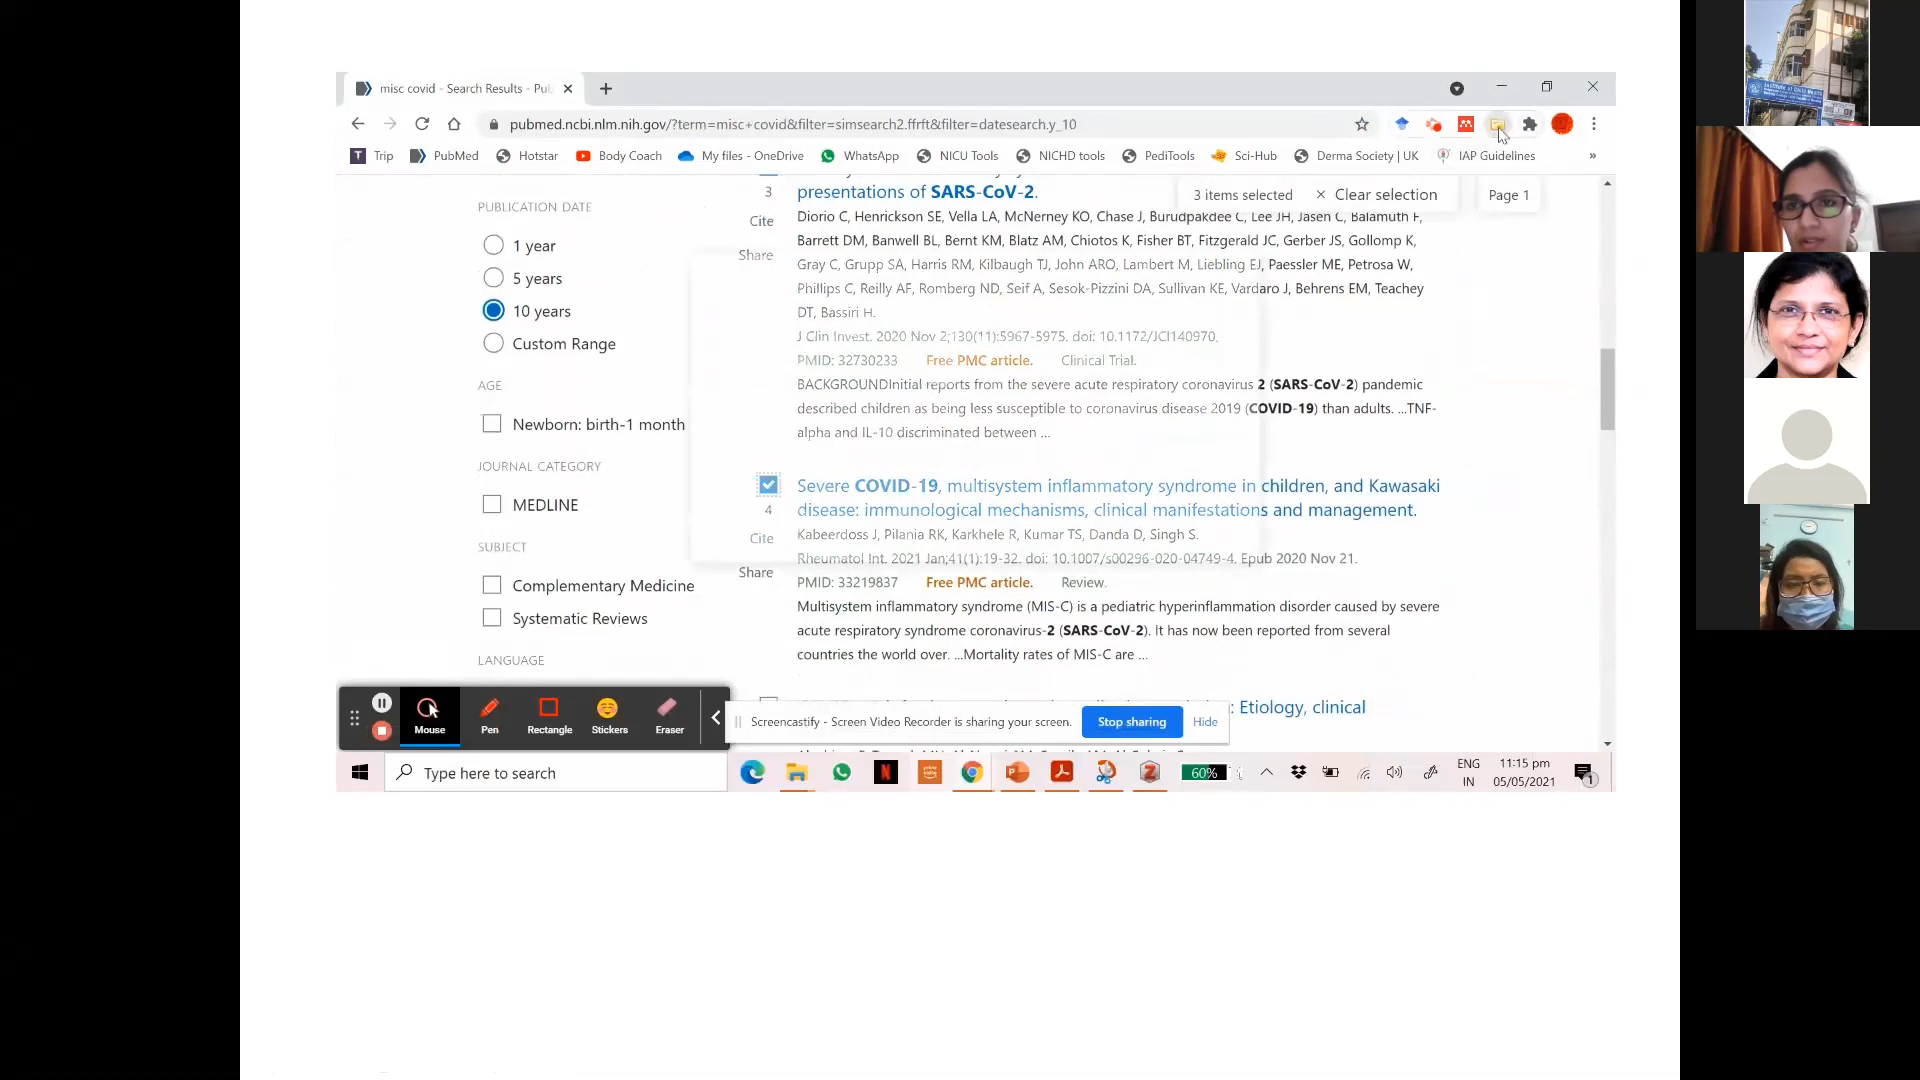 misc covid - Search Results - Pub
pubmed.ncbi.nlm.nih.gov/?term=misc+covid&filter=simsearch2.ffrft&filter=datesearch.y_10
Trip PubMed Hotstar Body Coach My files - OneDrive WhatsApp NICU Tools NICHD tools PediTools Sci-Hub Derma Society | UK IAP Guidelines »
3 items selected × Clear selection Page 1
PUBLICATION DATE
1 year
5 years
10 years
Custom Range
AGE
Newborn: birth-1 month
JOURNAL CATEGORY
MEDLINE
SUBJECT
Complementary Medicine
Systematic Reviews
LANGUAGE
3
Cite
Share
presentations of SARS-CoV-2.
Diorio C, Henrickson SE, Vella LA, McNerney KO, Chase J, Burudpakdee C, Lee JH, Jasen C, Balamuth F,
Barrett DM, Banwell BL, Bernt KM, Blatz AM, Chiotos K, Fisher BT, Fitzgerald JC, Gerber JS, Gollomp K,
Gray C, Grupp SA, Harris RM, Kilbaugh TJ, John ARO, Lambert M, Liebling EJ, Paessler ME, Petrosa W,
Phillips C, Reilly AF, Romberg ND, Seif A, Sesok-Pizzini DA, Sullivan KE, Vardaro J, Behrens EM, Teachey
DT, Bassiri H.
J Clin Invest. 2020 Nov 2;130(11):5967-5975. doi: 10.1172/JCI140970.
PMID: 32730233 Free PMC article. Clinical Trial.
BACKGROUNDInitial reports from the severe acute respiratory coronavirus 2 (SARS-CoV-2) pandemic
described children as being less susceptible to coronavirus disease 2019 (COVID-19) than adults. ...TNF-
alpha and IL-10 discriminated between ...
4
Cite
Share
Severe COVID-19, multisystem inflammatory syndrome in children, and Kawasaki
disease: immunological mechanisms, clinical manifestations and management.
Kabeerdoss J, Pilania RK, Karkhele R, Kumar TS, Danda D, Singh S.
Rheumatol Int. 2021 Jan;41(1):19-32. doi: 10.1007/s00296-020-04749-4. Epub 2020 Nov 21.
PMID: 33219837 Free PMC article. Review.
Multisystem inflammatory syndrome (MIS-C) is a pediatric hyperinflammation disorder caused by severe
acute respiratory syndrome coronavirus-2 (SARS-CoV-2). It has now been reported from several
countries the world over. ...Mortality rates of MIS-C are ...
: Etiology, clinical
Mouse Pen Rectangle Stickers Eraser
Screencastify - Screen Video Recorder is sharing your screen. Stop sharing Hide
Type here to search
60%
ENG
IN
11:15 pm
05/05/2021
1
Institute of Child Health